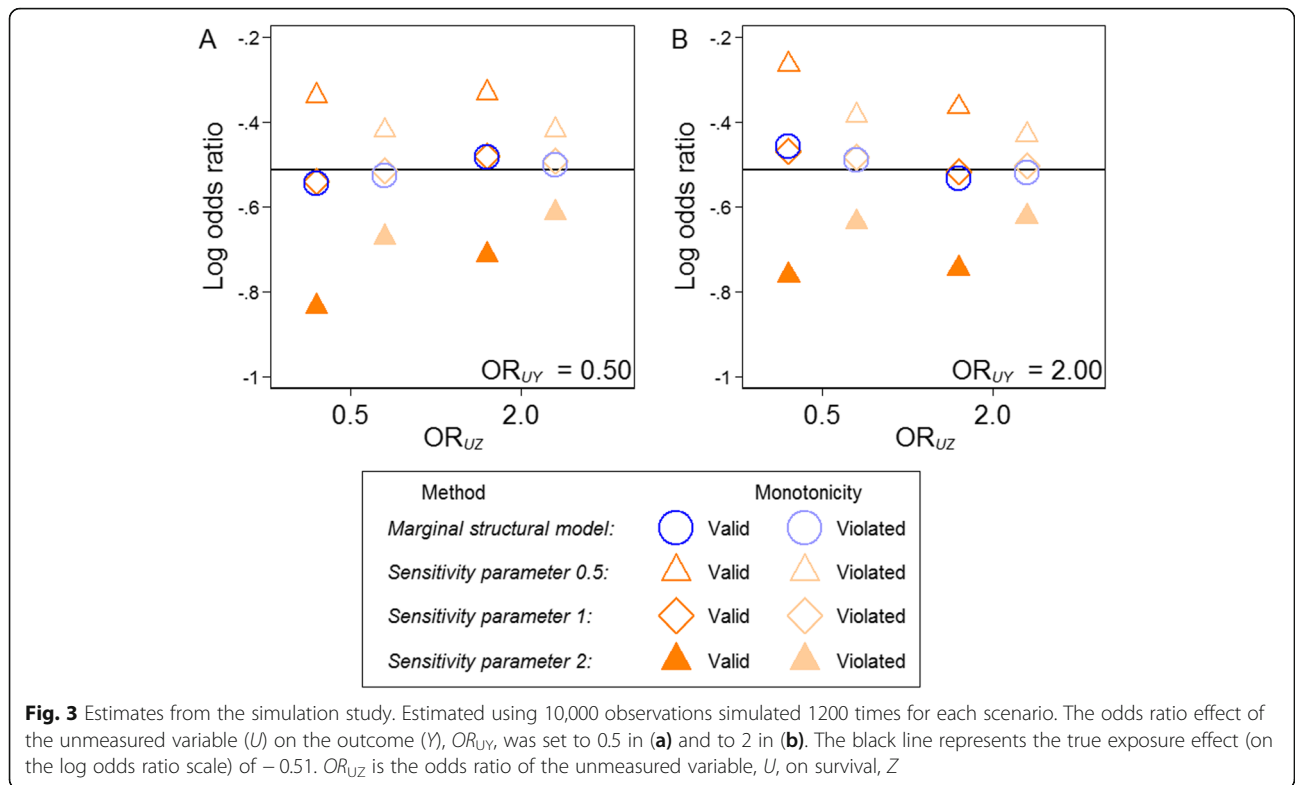 A
-.2
-.4
-.6
-.8
-1
Log odds ratio
OR_UY = 0.50
0.5
2.0
OR_UZ
B
-.2
-.4
-.6
-.8
-1
Log odds ratio
OR_UY = 2.00
0.5
2.0
OR_UZ
Method Monotonicity
Marginal structural model: Valid Violated
Sensitivity parameter 0.5: Valid Violated
Sensitivity parameter 1: Valid Violated
Sensitivity parameter 2: Valid Violated
Fig. 3 Estimates from the simulation study. Estimated using 10,000 observations simulated 1200 times for each scenario. The odds ratio effect of
the unmeasured variable (U) on the outcome (Y), OR_UY, was set to 0.5 in (a) and to 2 in (b). The black line represents the true exposure effect (on
the log odds ratio scale) of − 0.51. OR_UZ is the odds ratio of the unmeasured variable, U, on survival, Z